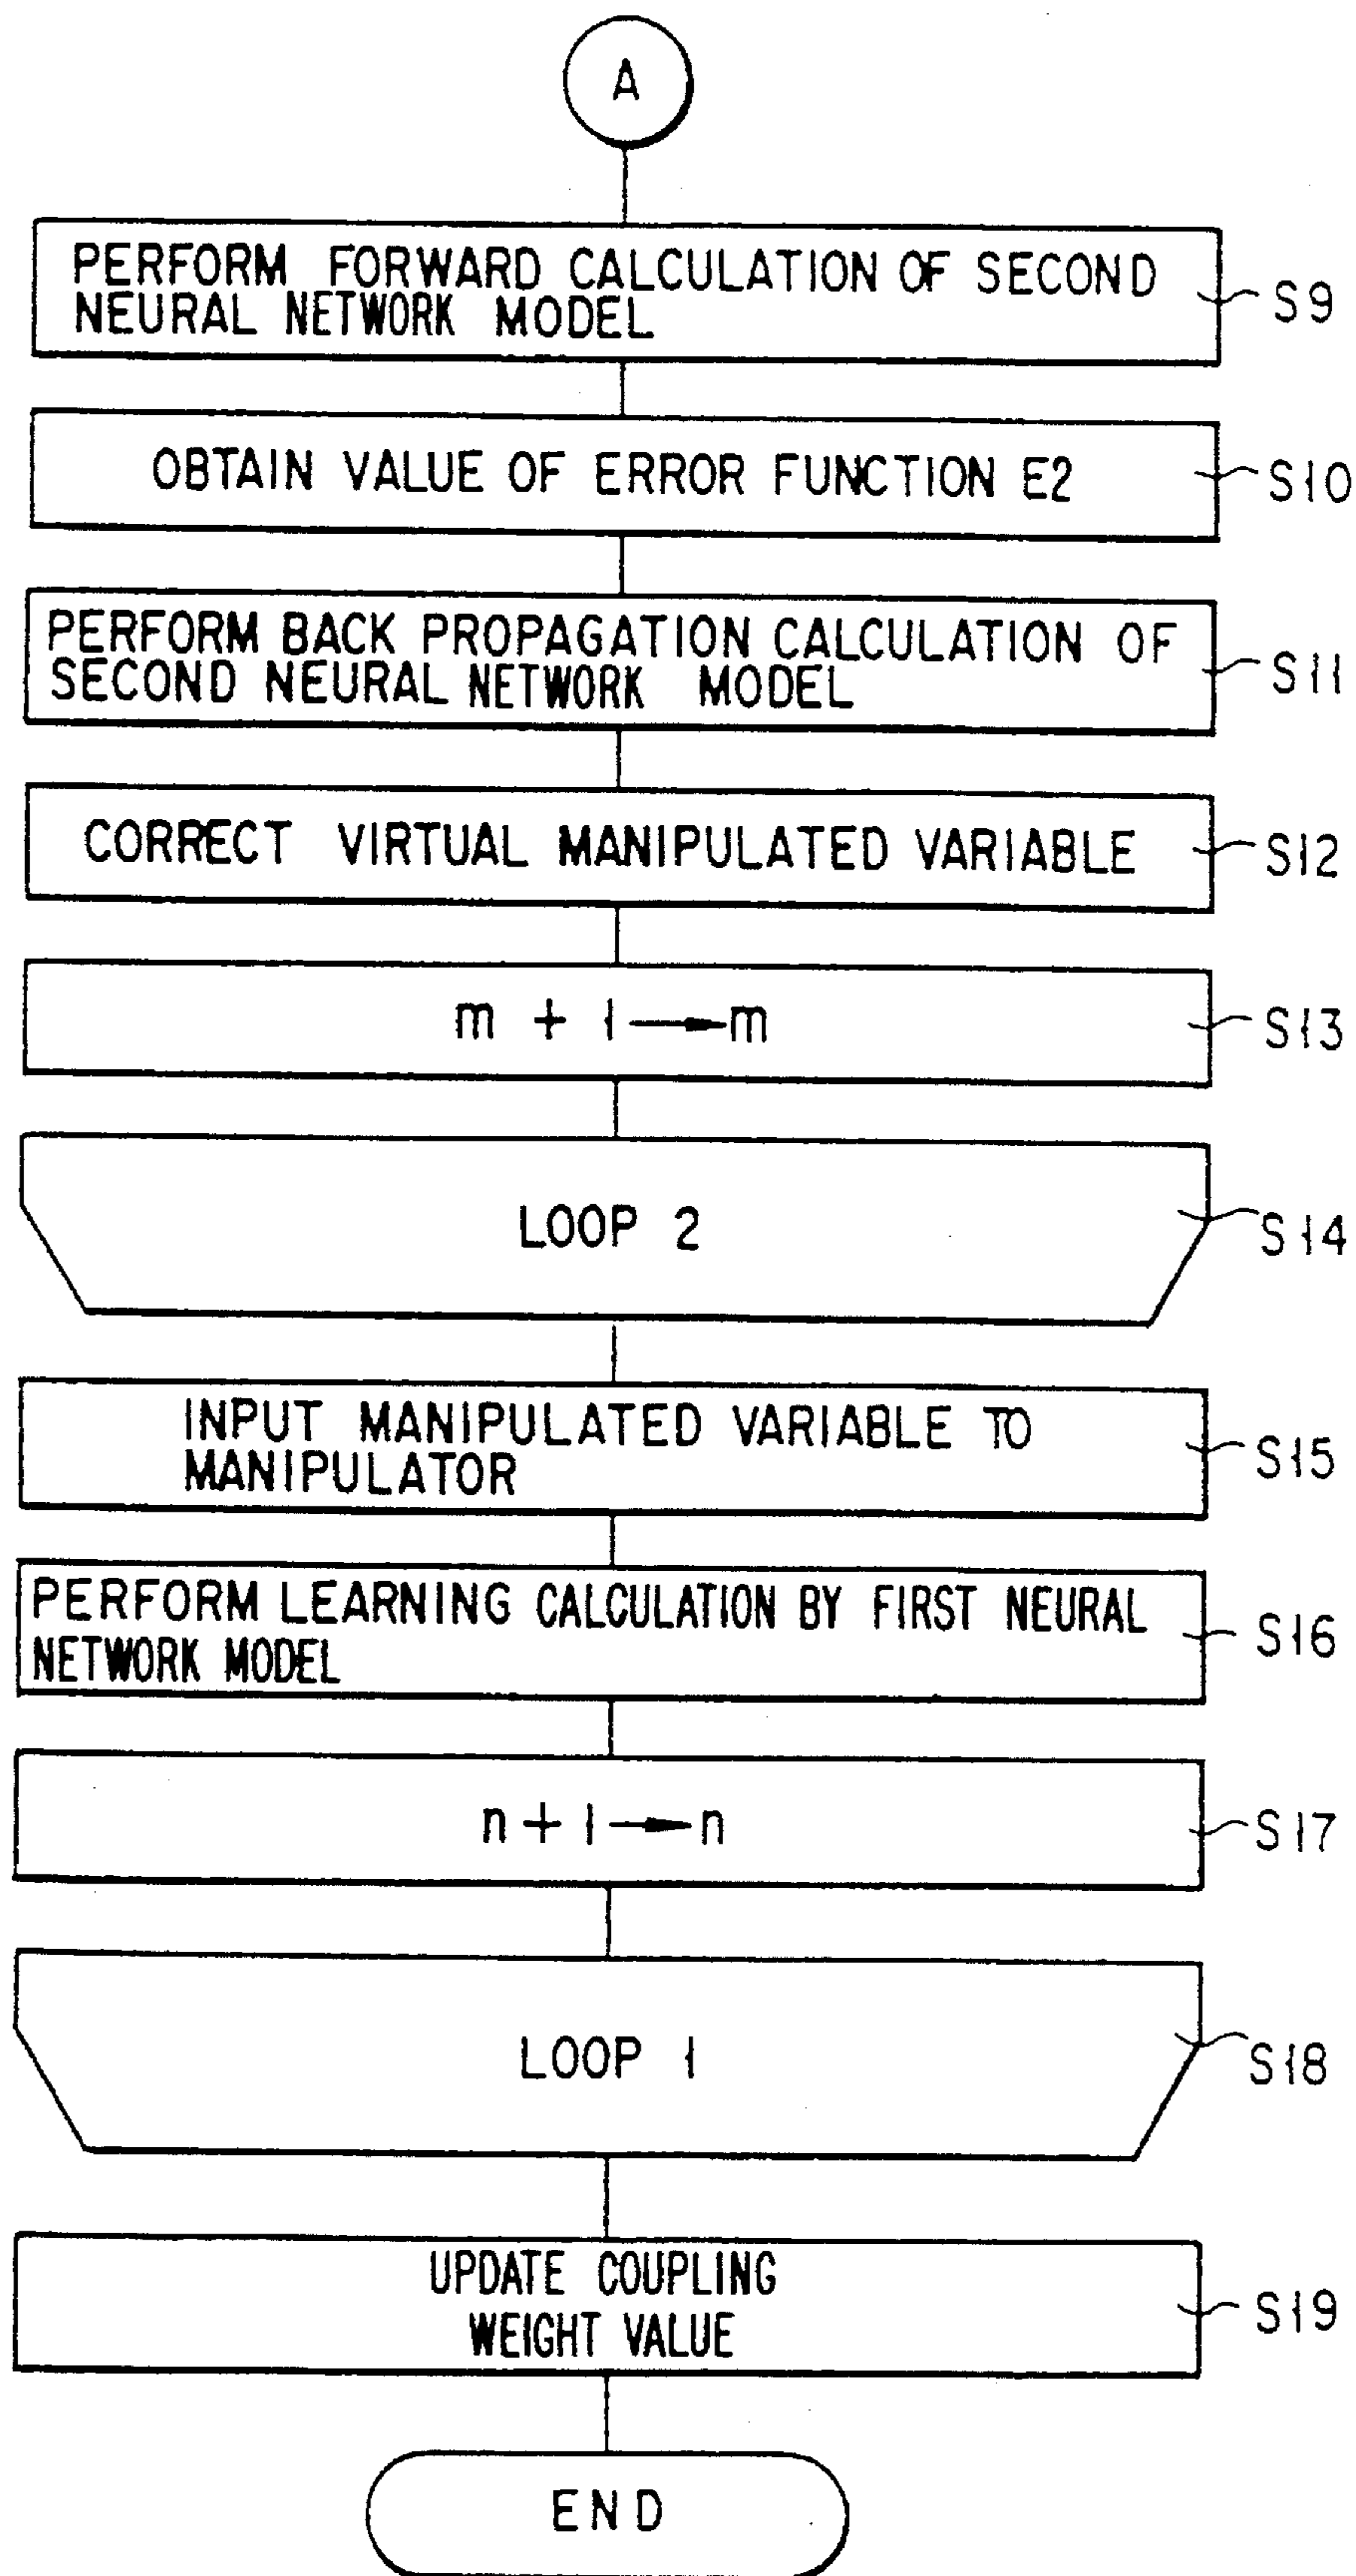 A
PERFORM FORWARD CALCULATION OF SECOND
NEURAL NETWORK MODEL
S9
OBTAIN VALUE OF ERROR FUNCTION E2
S10
PERFORM BACK PROPAGATION CALCULATION OF
SECOND NEURAL NETWORK MODEL
S11
CORRECT VIRTUAL MANIPULATED VARIABLE
S12
m + 1 → m
S13
LOOP 2
S14
INPUT MANIPULATED VARIABLE TO
MANIPULATOR
S15
PERFORM LEARNING CALCULATION BY FIRST NEURAL
NETWORK MODEL
S16
n + 1 → n
S17
LOOP 1
S18
UPDATE COUPLING
WEIGHT VALUE
S19
END